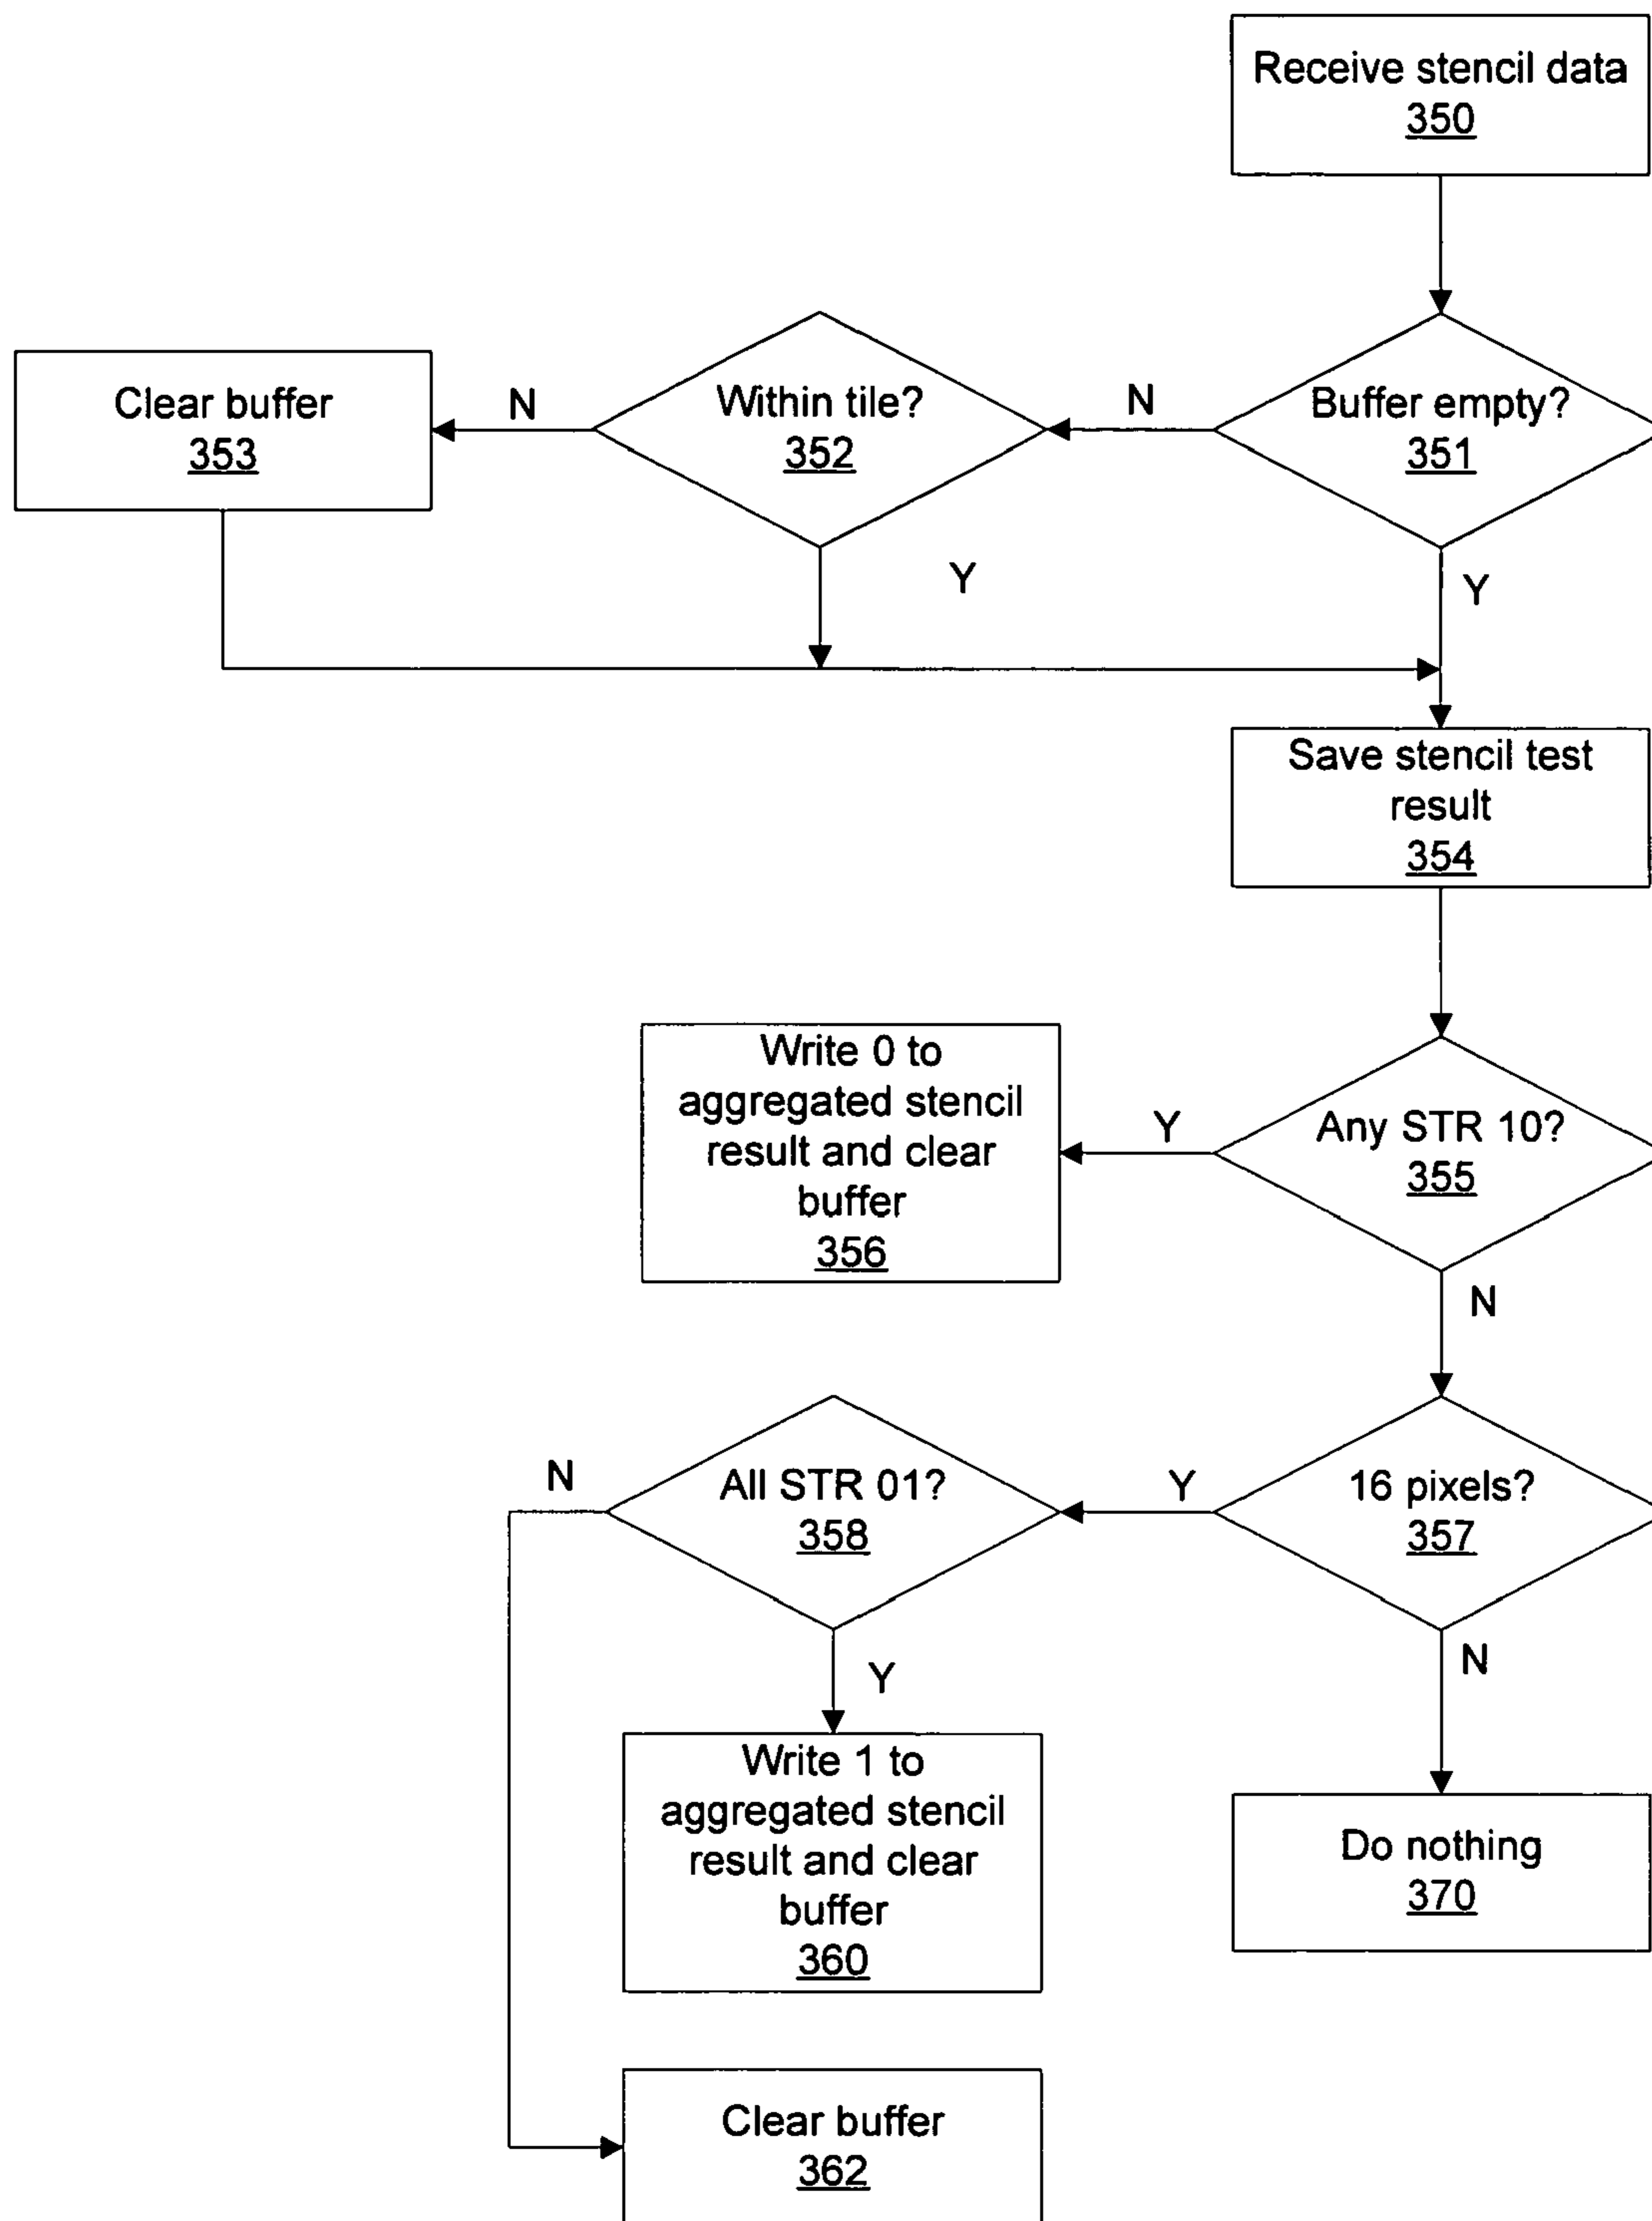 Receive stencil data
350
Clear buffer
353
N
Within tile?
352
N
Buffer empty?
351
Y
Y
Save stencil test
result
354
Write 0 to
aggregated stencil
result and clear
buffer
356
Y
Any STR 10?
355
N
N
All STR 01?
358
Y
16 pixels?
357
Y
N
Write 1 to
aggregated stencil
result and clear
buffer
360
Do nothing
370
Clear buffer
362